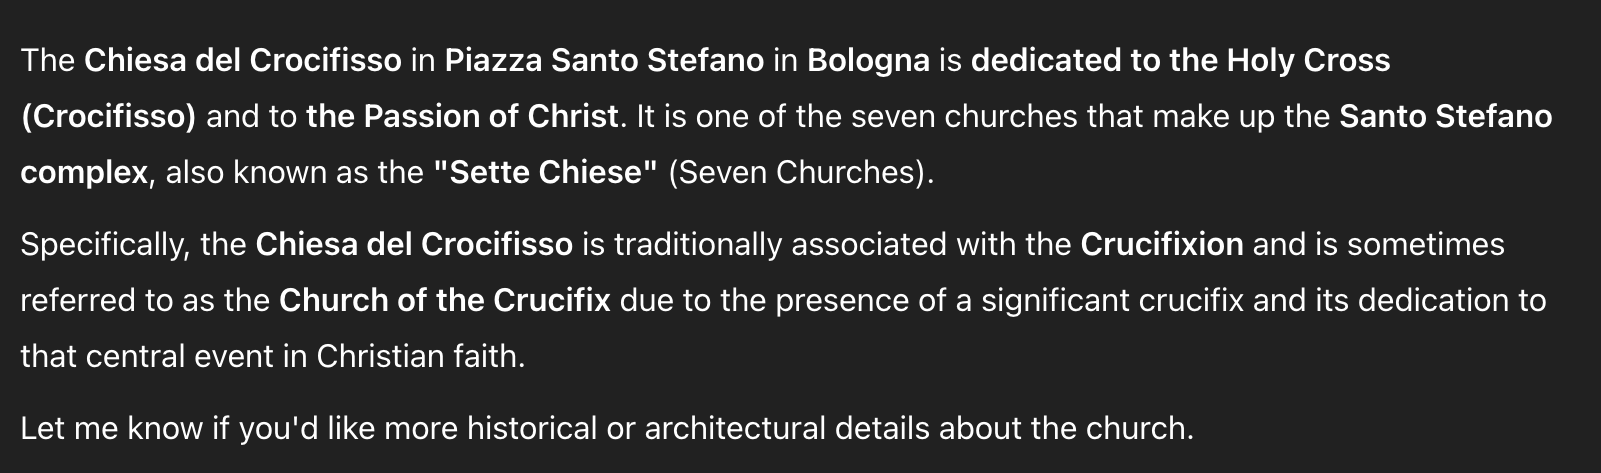 The Chiesa del Crocifisso in Piazza Santo Stefano in Bologna is dedicated to the Holy Cross
(Crocifisso) and to the Passion of Christ. It is one of the seven churches that make up the Santo Stefano
complex, also known as the "Sette Chiese" (Seven Churches).
Specifically, the Chiesa del Crocifisso is traditionally associated with the Crucifixion and is sometimes
referred to as the Church of the Crucifix due to the presence of a significant crucifix and its dedication to
that central event in Christian faith.
Let me know if you'd like more historical or architectural details about the church.